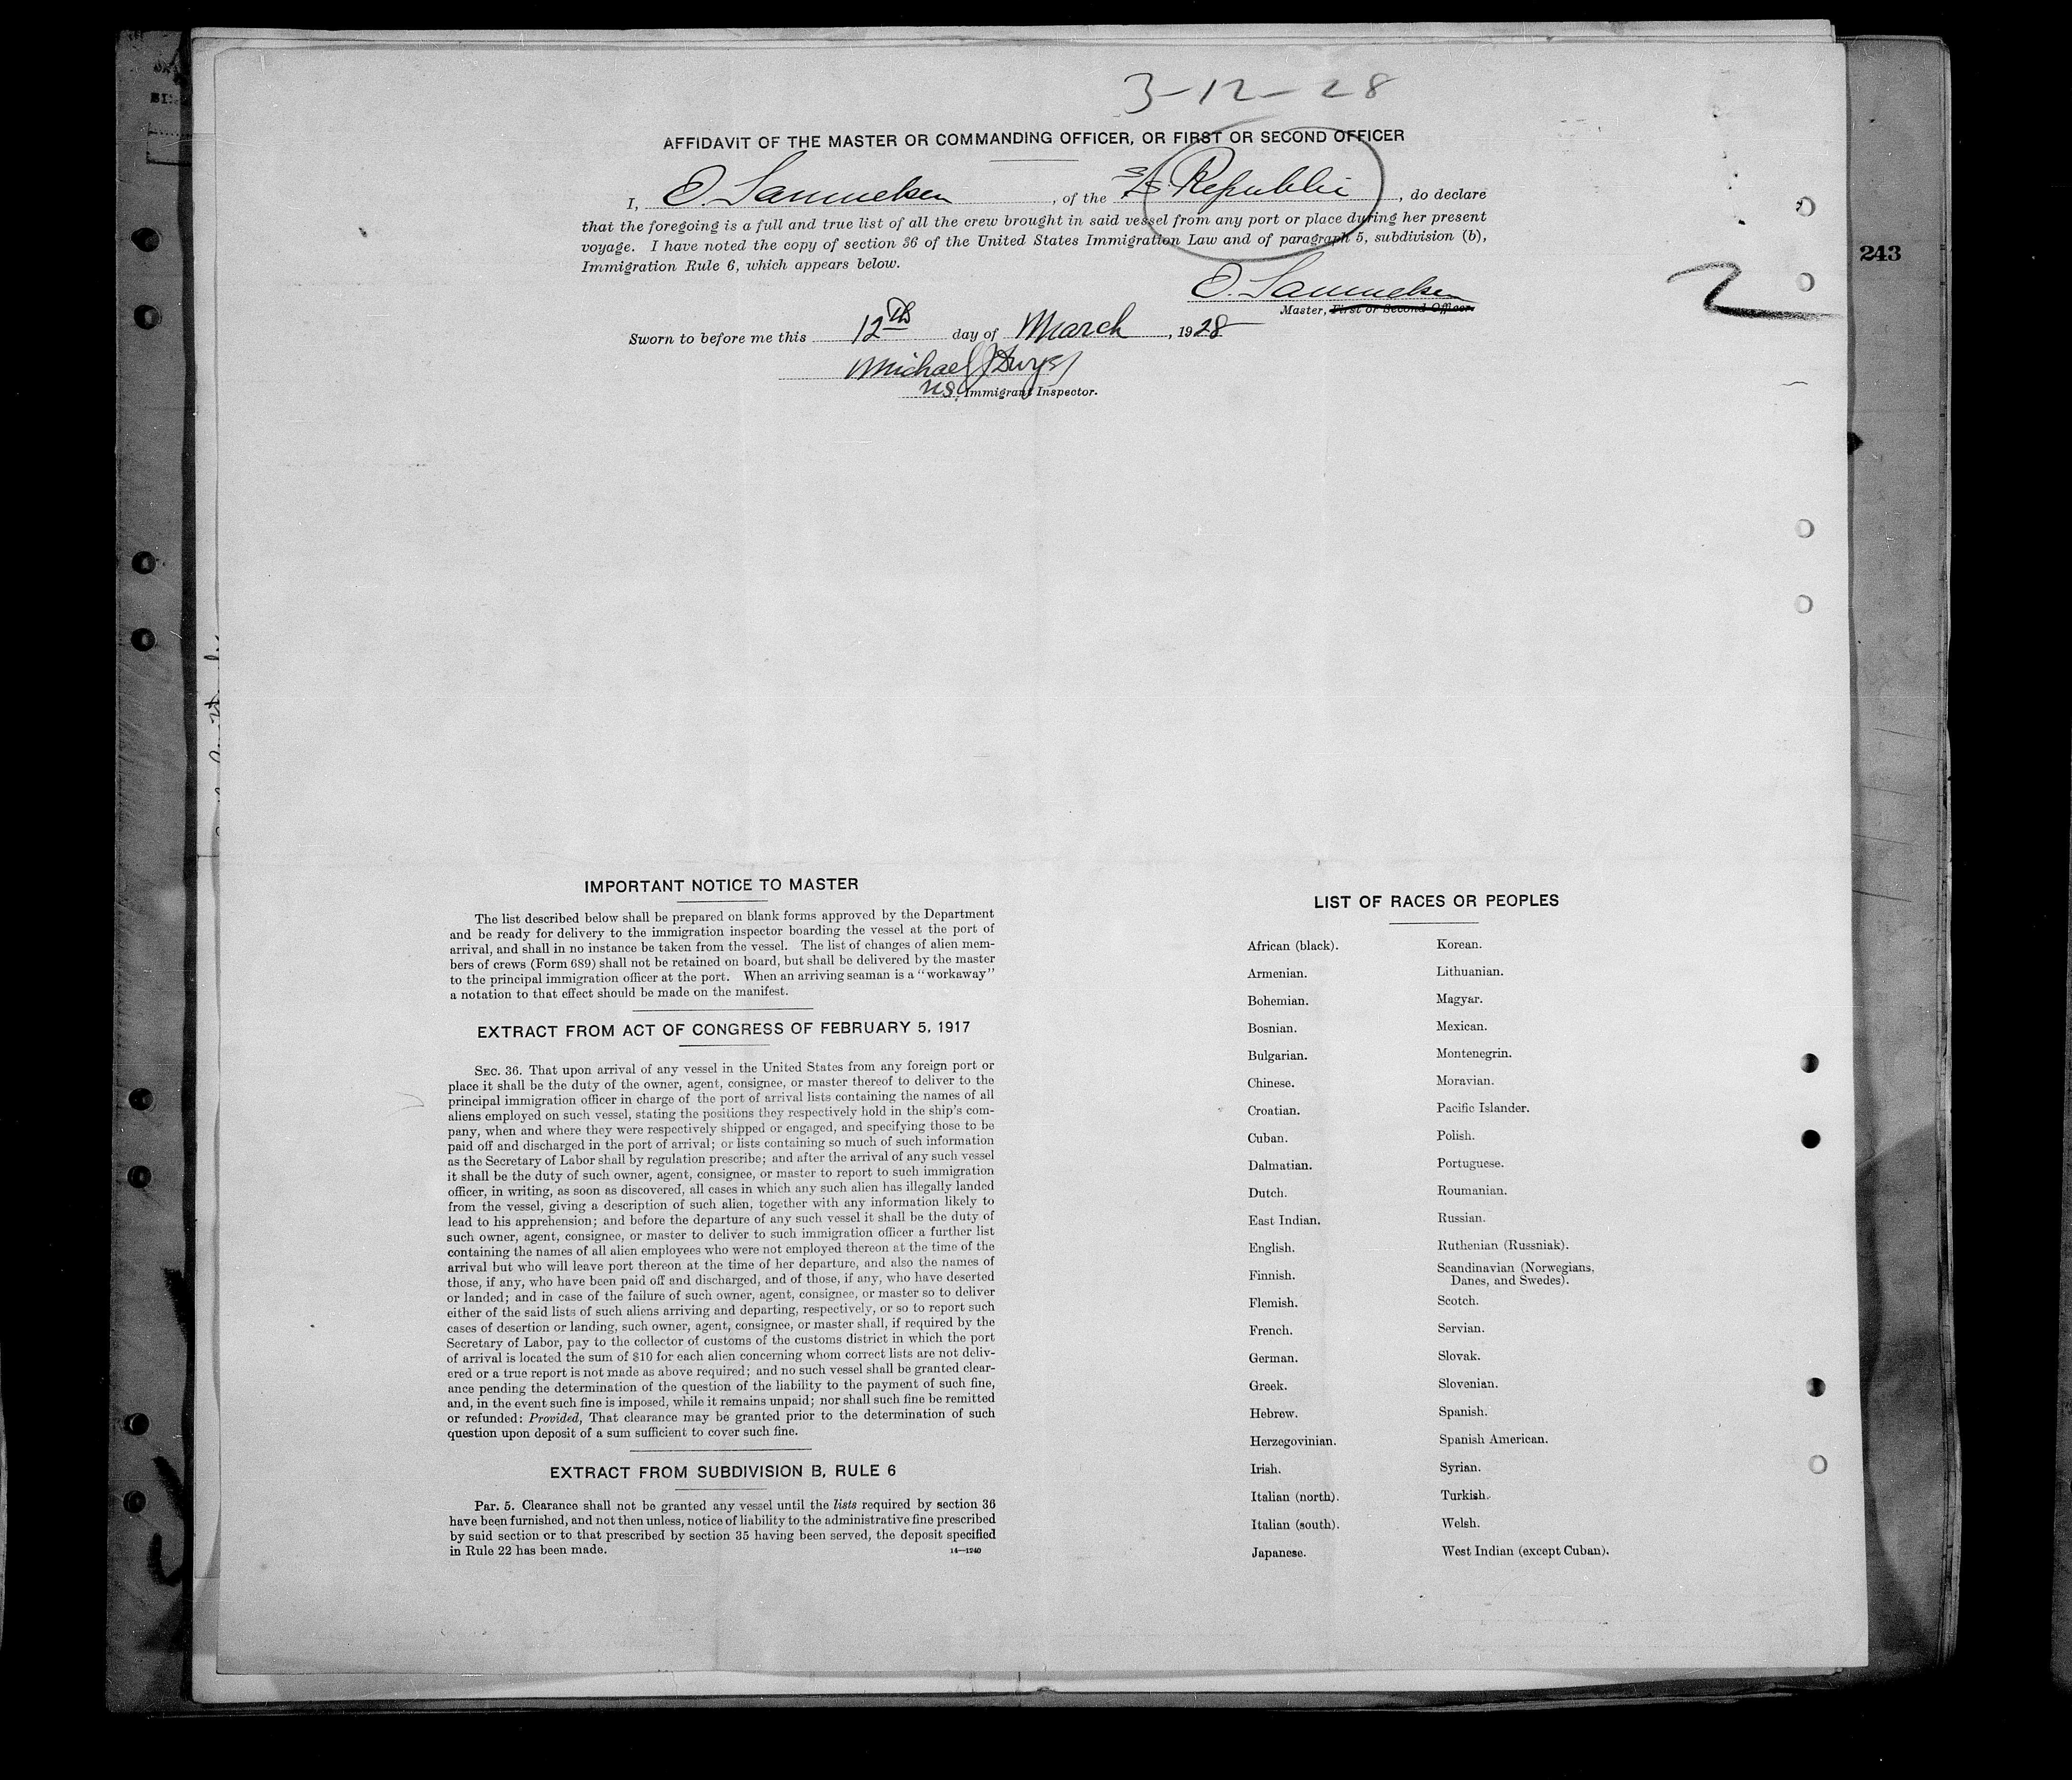 3-12-28
AFFIDAVIT OF THE MASTER OR COMMANDING OFFICER, OR FIRST OR SECOND OFFICER
I, O. Samuelsen, of the S/S. Republic, do declare
that the foregoing is a full and true list of all the crew brought in said vessel from any port or place during her present
voyage. I have noted the copy of section 36 of the United States Immigration Law and of paragraph 5, subdivision (b),
Immigration Rule 6, which appears below.
243
2
O. Samuelsen
Master, First or Second Officer.
Sworn to before me this 12th day of March, 1928
Michael J
U.S. Immigrant Inspector.
IMPORTANT NOTICE TO MASTER
The list described below shall be prepared on blank forms approved by the Department
and be ready for delivery to the immigration inspector boarding the vessel at the port of
arrival, and shall in no instance be taken from the vessel. The list of changes of alien mem-
bers of crews (Form 689) shall not be retained on board, but shall be delivered by the master
to the principal immigration officer at the port. When an arriving seaman is a "workaway"
a notation to that effect should be made on the manifest.
EXTRACT FROM ACT OF CONGRESS OF FEBRUARY 5, 1917
SEC. 36. That upon arrival of any vessel in the United States from any foreign port or
place it shall be the duty of the owner, agent, consignee, or master thereof to deliver to the
principal immigration officer in charge of the port of arrival lists containing the names of all
aliens employed on such vessel, stating the positions they respectively hold in the ship's com-
pany, when and where they were respectively shipped or engaged, and specifying those to be
paid off and discharged in the port of arrival; or lists containing so much of such information
as the Secretary of Labor shall by regulation prescribe; and after the arrival of any such vessel
it shall be the duty of such owner, agent, consignee, or master to report to such immigration
officer, in writing, as soon as discovered, all cases in which any such alien has illegally landed
from the vessel, giving a description of such alien, together with any information likely to
lead to his apprehension; and before the departure of any such vessel it shall be the duty of
such owner, agent, consignee, or master to deliver to such immigration officer a further list
containing the names of all alien employees who were not employed thereon at the time of the
arrival but who will leave port thereon at the time of her departure, and also the names of
those, if any, who have been paid off and discharged, and of those, if any, who have deserted
or landed; and in case of the failure of such owner, agent, consignee, or master so to deliver
either of the said lists of such aliens arriving and departing, respectively, or so to report such
cases of desertion or landing, such owner, agent, consignee, or master shall, if required by the
Secretary of Labor, pay to the collector of customs of the customs district in which the port
of arrival is located the sum of $10 for each alien concerning whom correct lists are not deliv-
ered or a true report is not made as above required; and no such vessel shall be granted clear-
ance pending the determination of the question of the liability to the payment of such fine,
and, in the event such fine is imposed, while it remains unpaid; nor shall such fine be remitted
or refunded: Provided, That clearance may be granted prior to the determination of such
question upon deposit of a sum sufficient to cover such fine.
EXTRACT FROM SUBDIVISION B, RULE 6
Par. 5. Clearance shall not be granted any vessel until the lists required by section 36
have been furnished, and not then unless, notice of liability to the administrative fine prescribed
by said section or to that prescribed by section 35 having been served, the deposit specified
in Rule 22 has been made.
14—1240
LIST OF RACES OR PEOPLES
African (black).
Armenian.
Bohemian.
Bosnian.
Bulgarian.
Chinese.
Croatian.
Cuban.
Dalmatian.
Dutch.
East Indian.
English.
Finnish.
Flemish.
French.
German.
Greek.
Hebrew.
Herzegovinian.
Irish.
Italian (north).
Italian (south).
Japanese.
Korean.
Lithuanian.
Magyar.
Mexican.
Montenegrin.
Moravian.
Pacific Islander.
Polish.
Portuguese.
Roumanian.
Russian.
Ruthenian (Russniak).
Scandinavian (Norwegians,
Danes, and Swedes).
Scotch.
Servian.
Slovak.
Slovenian.
Spanish.
Spanish American.
Syrian.
Turkish.
Welsh.
West Indian (except Cuban).